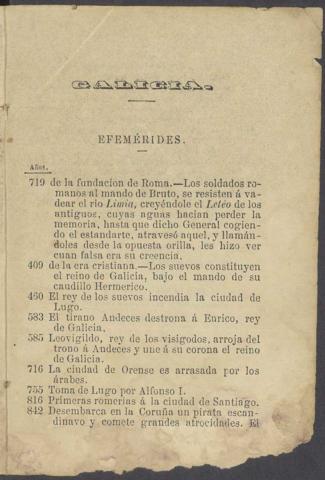 GALICIA.
EFEMÉRIDES.
Años.
719 de la fundacion de Roma.—Los soldados ro-
manos al mando de Bruto, se resisten á va-
dear el rio Limia, creyéndole el Letéo de los
antiguos, cuyas aguas hacian perder la
memoria, hasta que dicho General cogien-
do el estandarte, atravesó aquel, y llamán-
doles desde la opuesta orilla, les hizo ver
cuan falsa era su creencia.
409 de la era cristiana.—Los suevos constituyen
el reino de Galicia, bajo el mando de su
caudillo Hermerico.
460 El rey de los suevos incendia la ciudad de
Lugo.
583 El tirano Andeces destrona á Eurico, rey
de Galicia.
585 Leovigildo, rey de los visigodos, arroja del
trono á Andeces y une á su corona el reino
de Galicia.
716 La ciudad de Orense es arrasada por los
árabes.
755 Toma de Lugo por Alfonso I.
816 Primeras romerías á la ciudad de Santiago.
842 Desembarca en la Coruña un pirata escan-
dinavo y comete grandes atrocidades. El